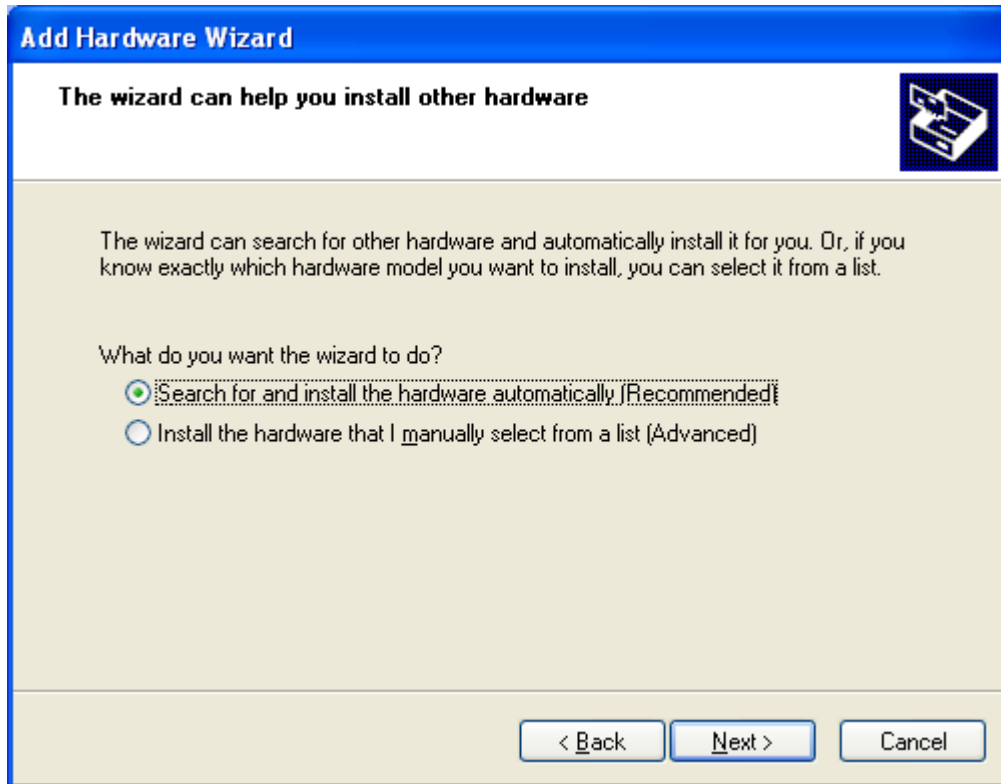 Add Hardware Wizard
The wizard can help you install other hardware
The wizard can search for other hardware and automatically install it for you. Or, if you
know exactly which hardware model you want to install, you can select it from a list.
What do you want the wizard to do?
Search for and install the hardware automatically (Recommended)
Install the hardware that I manually select from a list (Advanced)
< Back Next > Cancel